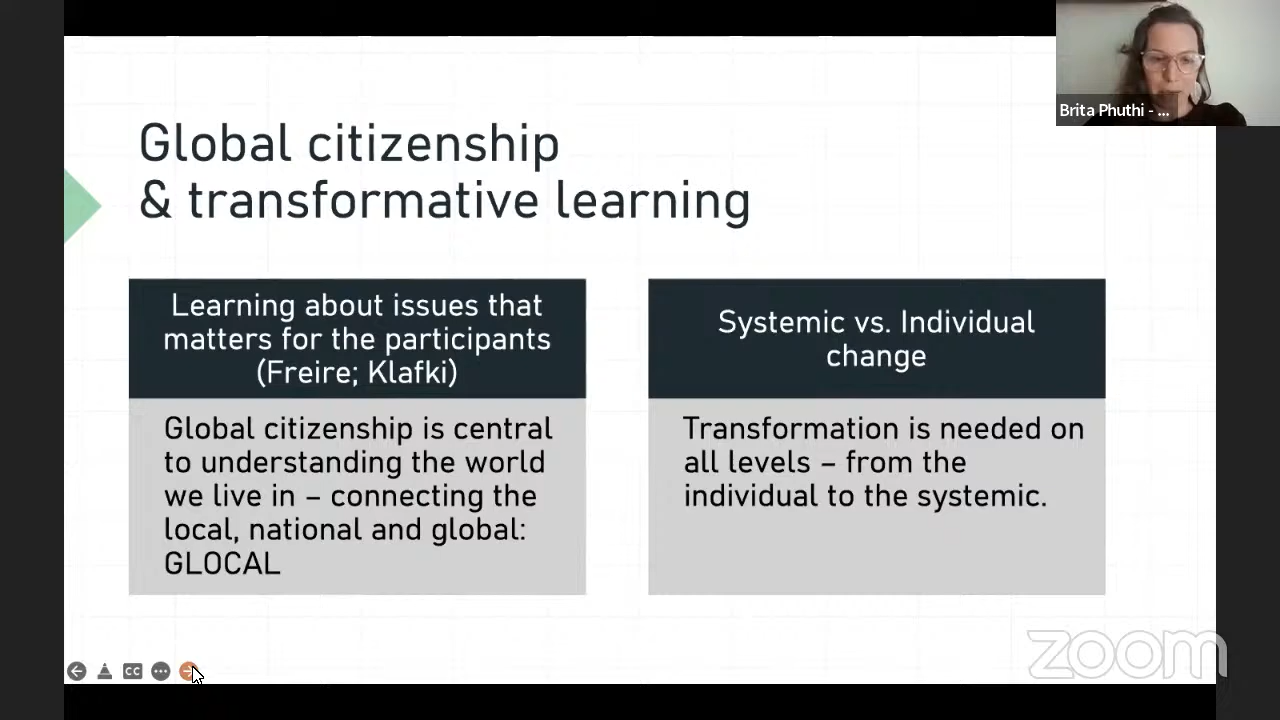 Brita Phuthi - ...
Global citizenship
& transformative learning
Learning about issues that
matters for the participants
(Freire; Klafki)
Global citizenship is central
to understanding the world
we live in – connecting the
local, national and global:
GLOCAL
Systemic vs. Individual
change
Transformation is needed on
all levels – from the
individual to the systemic.
CC
zoom